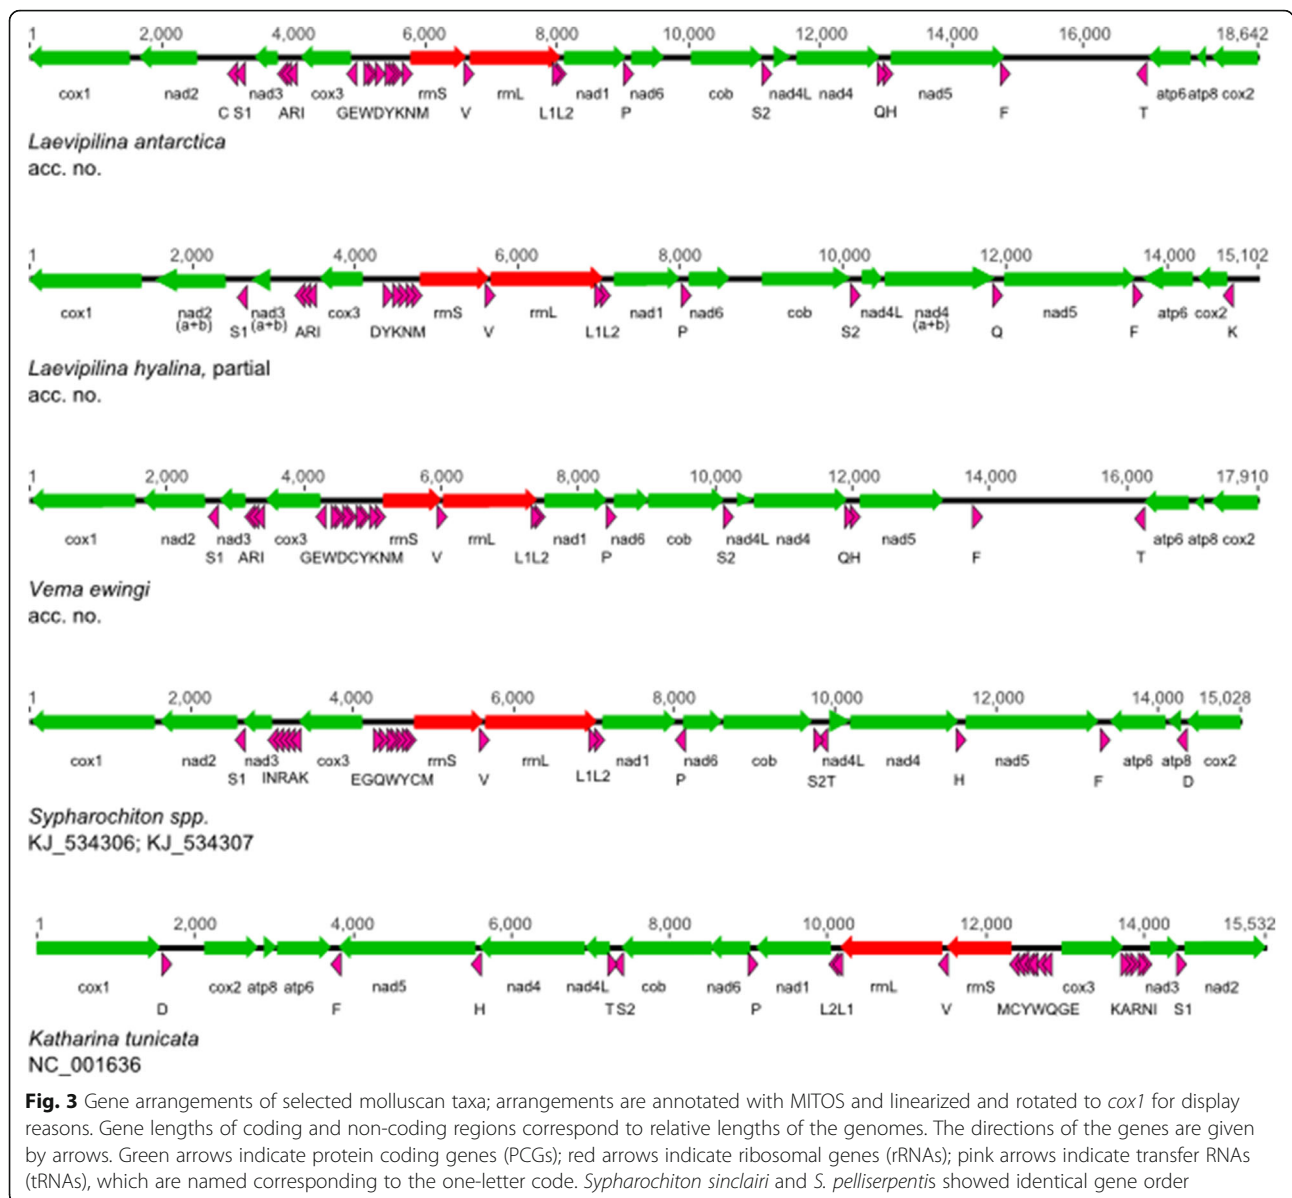 1 2,000 4,000 6,000 8,000 10,000 12,000 14,000 16,000 18,642
cox1 nad2 nad3 cox3 rrnS rrnL nad1 nad6 cob nad4L nad4 nad5 atp6 atp8 cox2
C S1 ARI GEWDYKNM V L1L2 P S2 QH F T
Laevipilina antarctica
acc. no.
1 2,000 4,000 6,000 8,000 10,000 12,000 14,000 15,102
cox1 nad2 nad3 cox3 rrnS rrnL nad1 nad6 cob nad4L nad4 nad5 atp6 cox2
(a+b) (a+b) (a+b)
S1 ARI DYKNM V L1L2 P S2 Q F K
Laevipilina hyalina, partial
acc. no.
1 2,000 4,000 6,000 8,000 10,000 12,000 14,000 16,000 17,910
cox1 nad2 nad3 cox3 rrnS rrnL nad1 nad6 cob nad4L nad4 nad5 atp6 atp8 cox2
S1 ARI GEWDCYKNM V L1L2 P S2 QH F T
Vema ewingi
acc. no.
1 2,000 4,000 6,000 8,000 10,000 12,000 14,000 15,028
cox1 nad2 nad3 cox3 rrnS rrnL nad1 nad6 cob nad4L nad4 nad5 atp6 atp8 cox2
S1 INRAK EGQWYCM V L1L2 P S2T H F D
Sypharochiton spp.
KJ_534306; KJ_534307
1 2,000 4,000 6,000 8,000 10,000 12,000 14,000 15,532
cox1 cox2 atp8 atp6 nad5 nad4 nad4L cob nad6 nad1 rrnL rrnS cox3 nad3 nad2
D F H T S2 P L2L1 V MCYWQGE KARNI S1
Katharina tunicata
NC_001636
Fig. 3 Gene arrangements of selected molluscan taxa; arrangements are annotated with MITOS and linearized and rotated to cox1 for display
reasons. Gene lengths of coding and non-coding regions correspond to relative lengths of the genomes. The directions of the genes are given
by arrows. Green arrows indicate protein coding genes (PCGs); red arrows indicate ribosomal genes (rRNAs); pink arrows indicate transfer RNAs
(tRNAs), which are named corresponding to the one-letter code. Sypharochiton sinclairi and S. pelliserpentis showed identical gene order